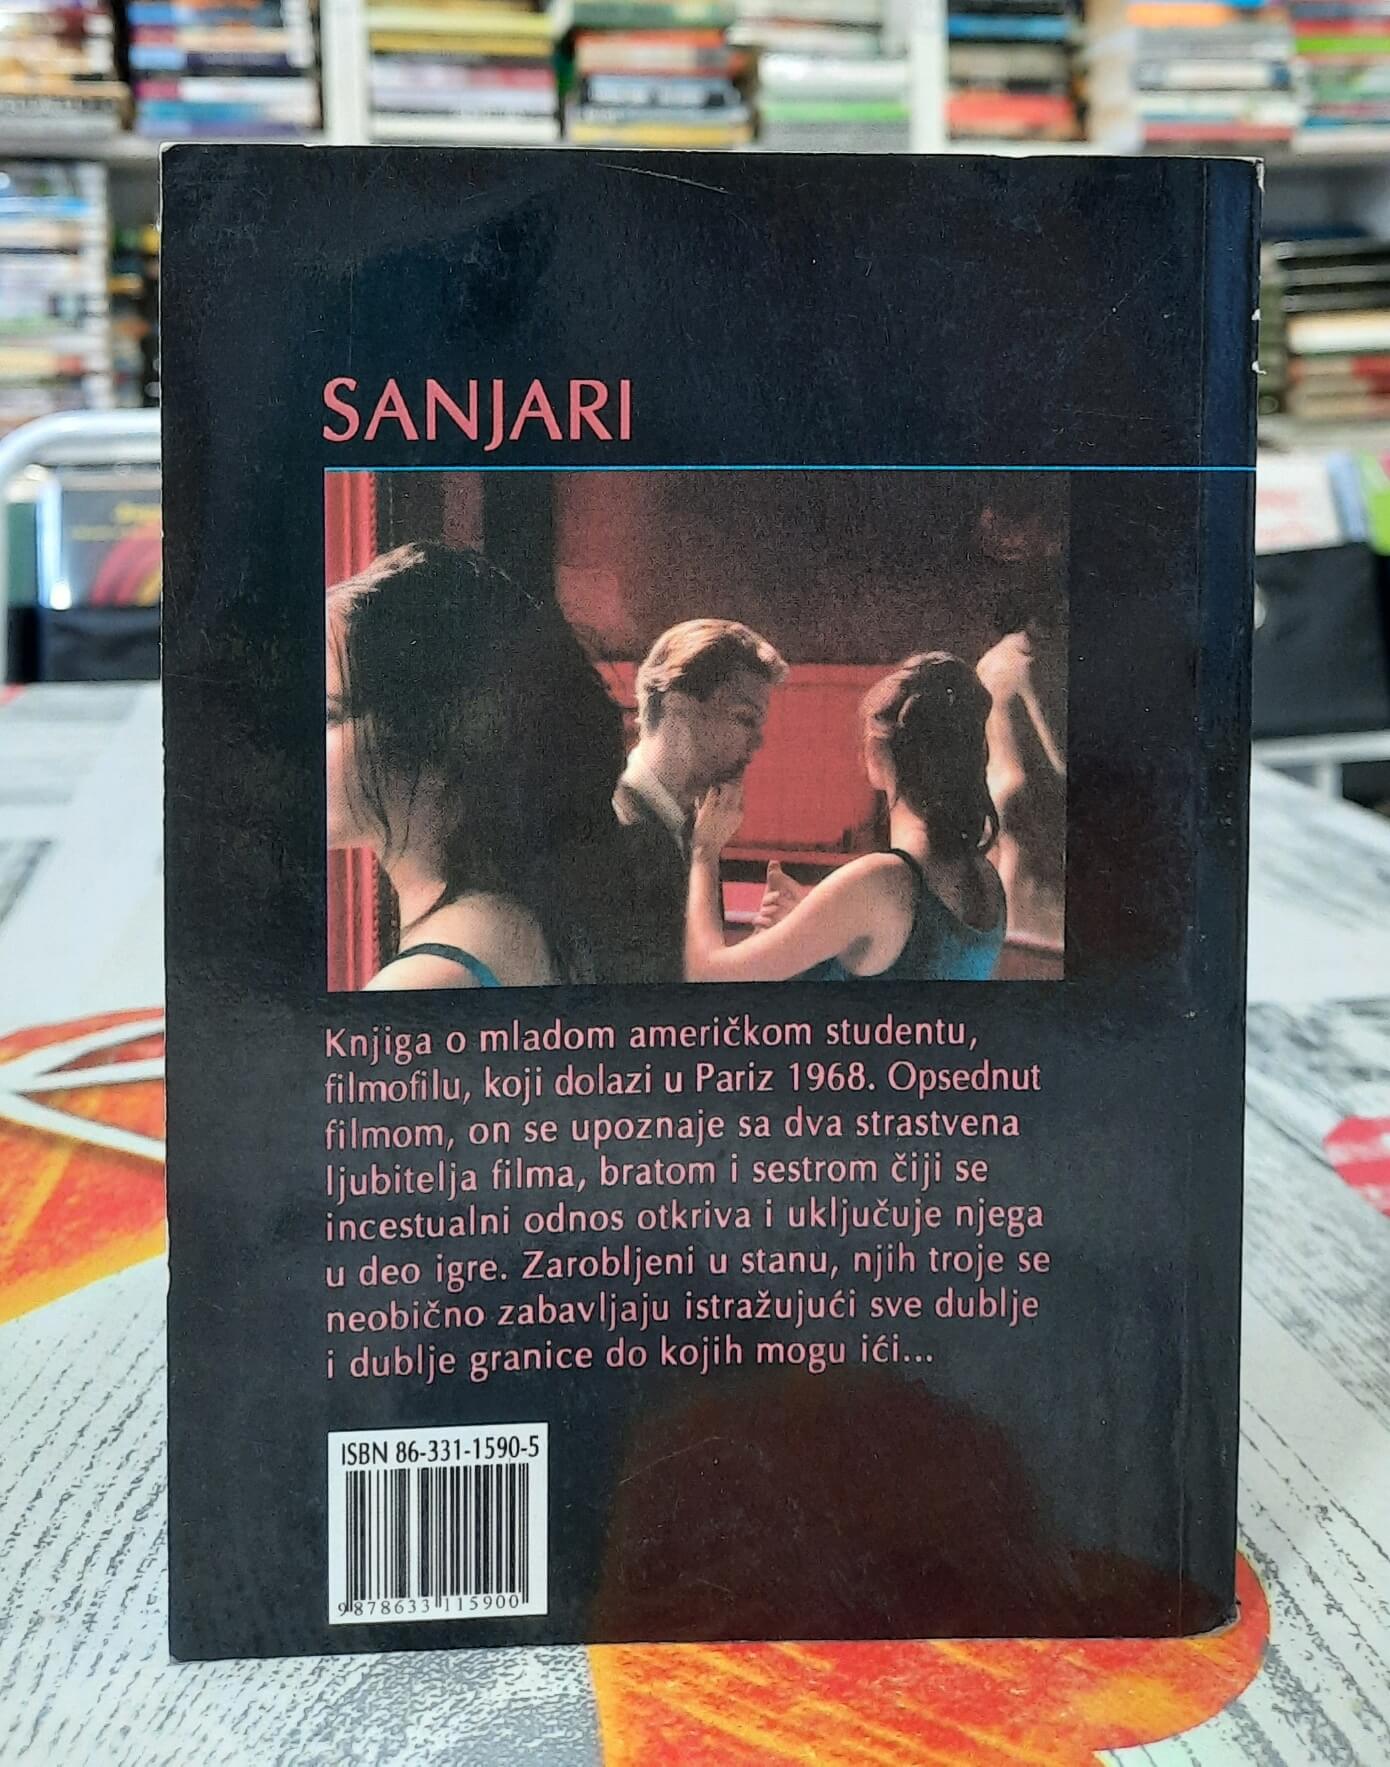 SANJARI
Knjiga o mladom američkom studentu,
filmofilu, koji dolazi u Pariz 1968. Opsednut
filmom, on se upoznaje sa dva strastvena
ljubitelja filma, bratom i sestrom čiji se
incestualni odnos otkriva i uključuje njega
u deo igre. Zarobljeni u stanu, njih troje se
neobično zabavljaju istražujući sve dublje
i dublje granice do kojih mogu ići...
ISBN 86-331-1590-5
9 878633 115900